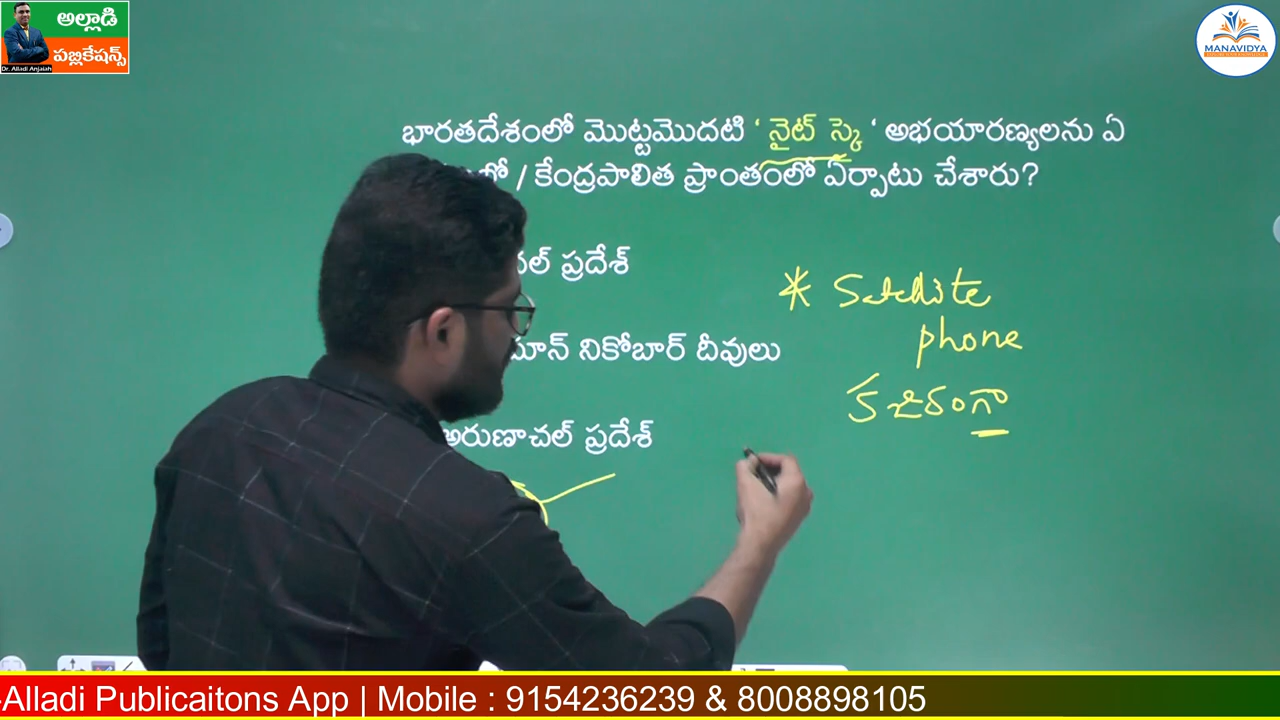 అల్లాడి
పబ్లికేషన్స్
Dr. Alladi Anjaiah
MANAVIDYA
భారతదేశంలో మొట్టమొదటి ' నైట్ స్కై ' అభయారణ్యలను ఏ
/ కేంద్రపాలిత ప్రాంతంలో ఏర్పాటు చేశారు?
ప్రదేశ్
నికోబార్ దీవులు
అరుణాచల్ ప్రదేశ్
* Satellite
phone
కజిరంగా
Alladi Publicaitons App | Mobile : 9154236239 & 8008898105